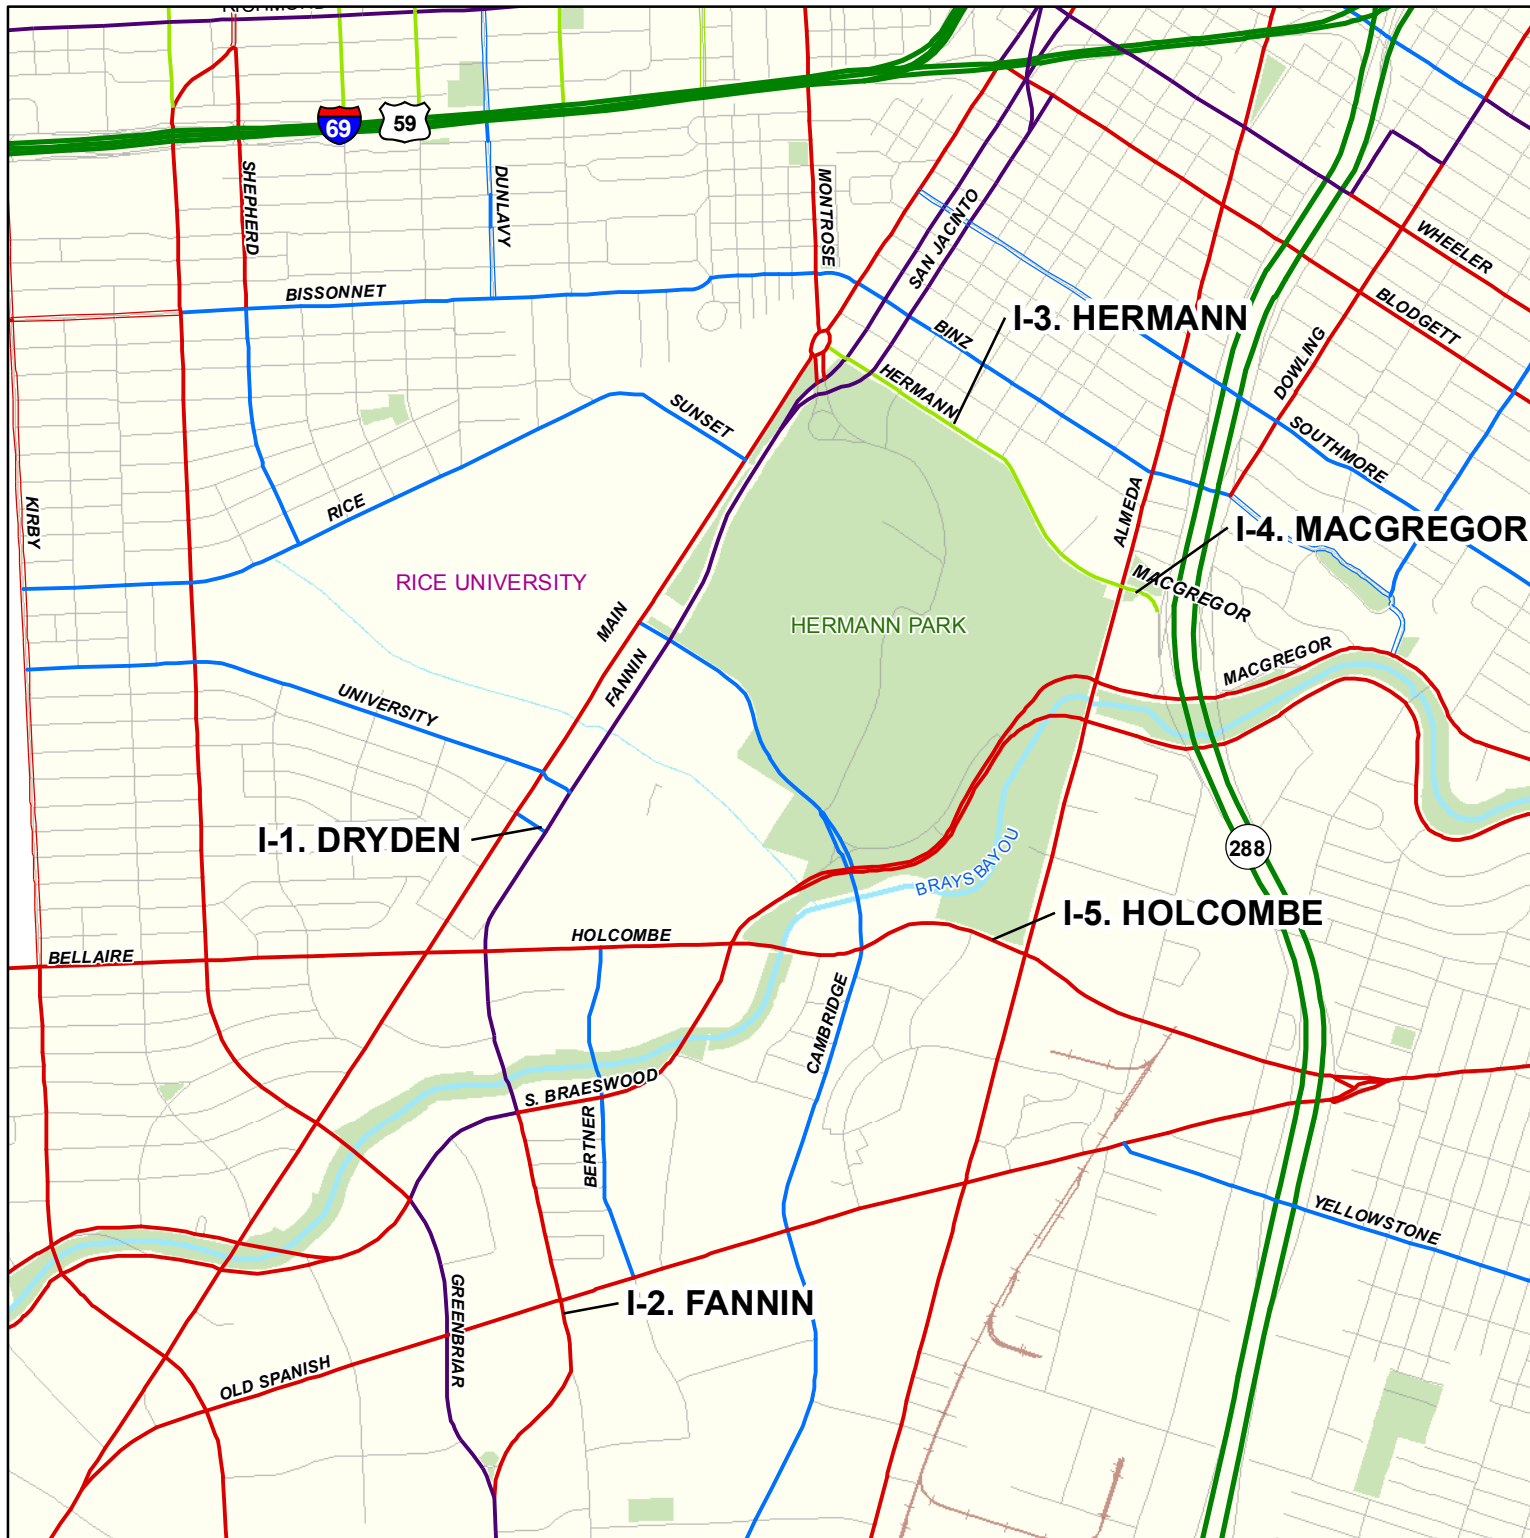 RICHMOND
69
59
SHEPHERD
DUNLAVY
MONTROSE
SAN JACINTO
WHEELER
BISSONNET
I-3. HERMANN
BLODGETT
BINZ
DOWLING
HERMANN
SUNSET
SOUTHMORE
KIRBY
RICE
ALMEDA
I-4. MACGREGOR
RICE UNIVERSITY
MACGREGOR
MAIN
HERMANN PARK
FANNIN
MACGREGOR
UNIVERSITY
I-1. DRYDEN
288
BRAYS BAYOU
I-5. HOLCOMBE
HOLCOMBE
BELLAIRE
CAMBRIDGE
S. BRAESWOOD
BERTNER
YELLOWSTONE
I-2. FANNIN
GREENBRIAR
OLD SPANISH